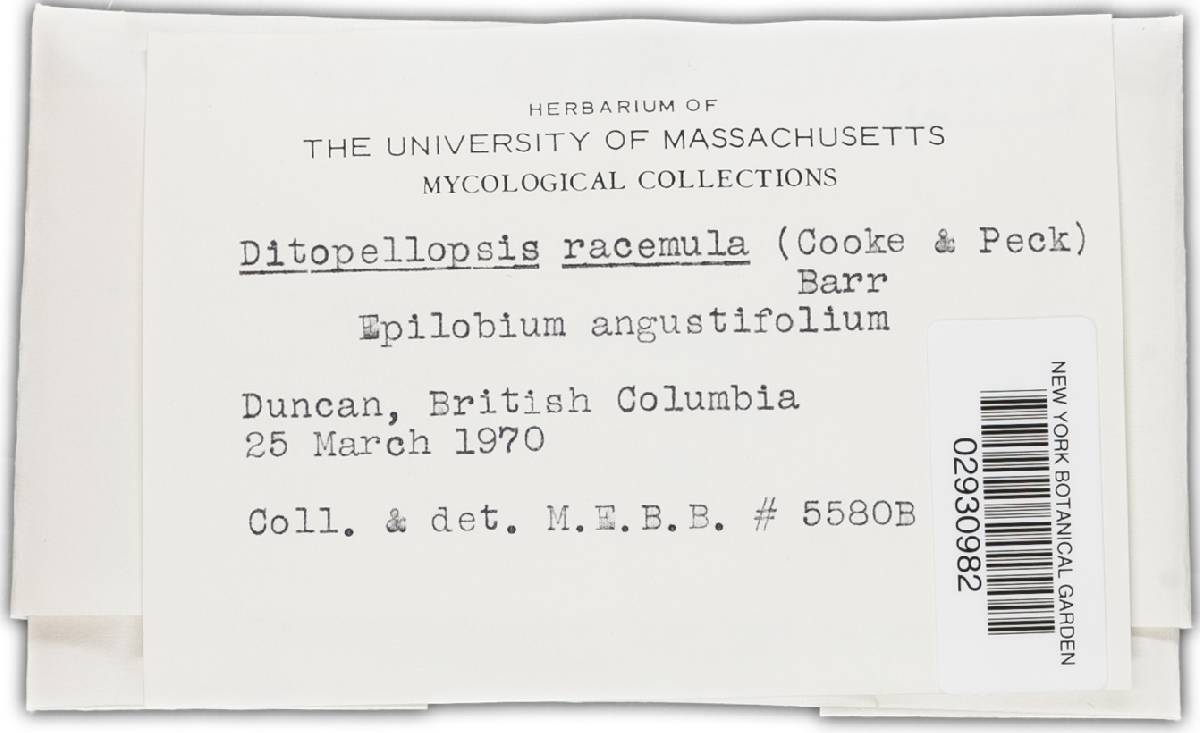 HERBARIUM OF
THE UNIVERSITY OF MASSACHUSETTS
MYCOLOGICAL COLLECTIONS
Ditopellopsis racemula (Cooke & Peck)
Barr
Epilobium angustifolium
Duncan, British Columbia
25 March 1970
Coll. & det. M.E.B.B. # 5580B
NEW YORK BOTANICAL GARDEN
02930982